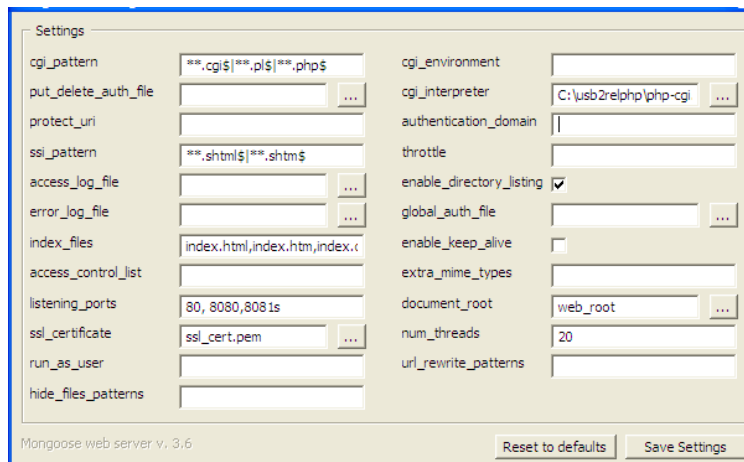 Settings
cgi_pattern **.cgi$|**.pl$|**.php$ cgi_environment
put_delete_auth_file ... cgi_interpreter C:\usb2relphp\php-cgi ...
protect_uri authentication_domain
ssi_pattern **.shtml$|**.shtm$ throttle
access_log_file ... enable_directory_listing
error_log_file ... global_auth_file ...
index_files index.html,index.htm,index. enable_keep_alive
access_control_list extra_mime_types
listening_ports 80, 8080,8081s document_root web_root ...
ssl_certificate ssl_cert.pem ... num_threads 20
run_as_user url_rewrite_patterns
hide_files_patterns
Mongoose web server v. 3.6 Reset to defaults Save Settings